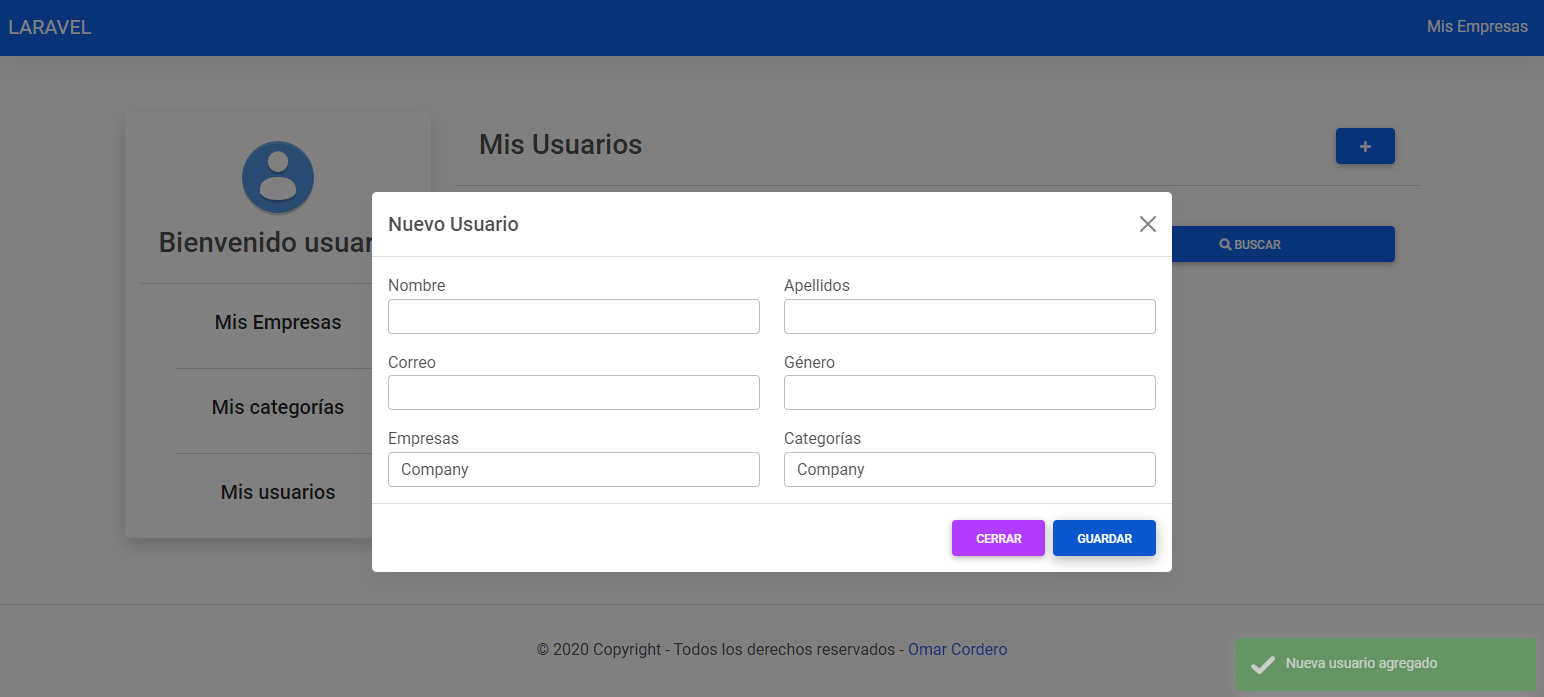 LARAVEL
Mis Empresas
Mis Usuarios
+
Bienvenido usuar
Mis Empresas
Mis categorías
Mis usuarios
BUSCAR
Nuevo Usuario
Nombre
Apellidos
Correo
Género
Empresas
Categorías
Company
Company
CERRAR
GUARDAR
© 2020 Copyright - Todos los derechos reservados - Omar Cordero
Nueva usuario agregado